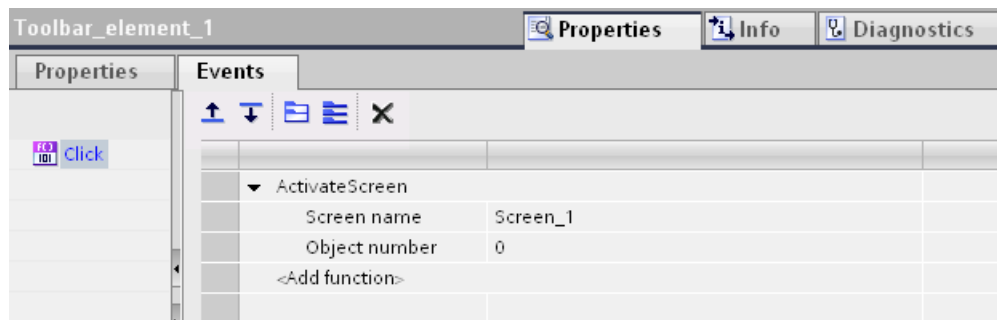 Toolbar_element_1
Properties Info Diagnostics
Properties Events
Click
ActivateScreen
Screen name Screen_1
Object number 0
<Add function>